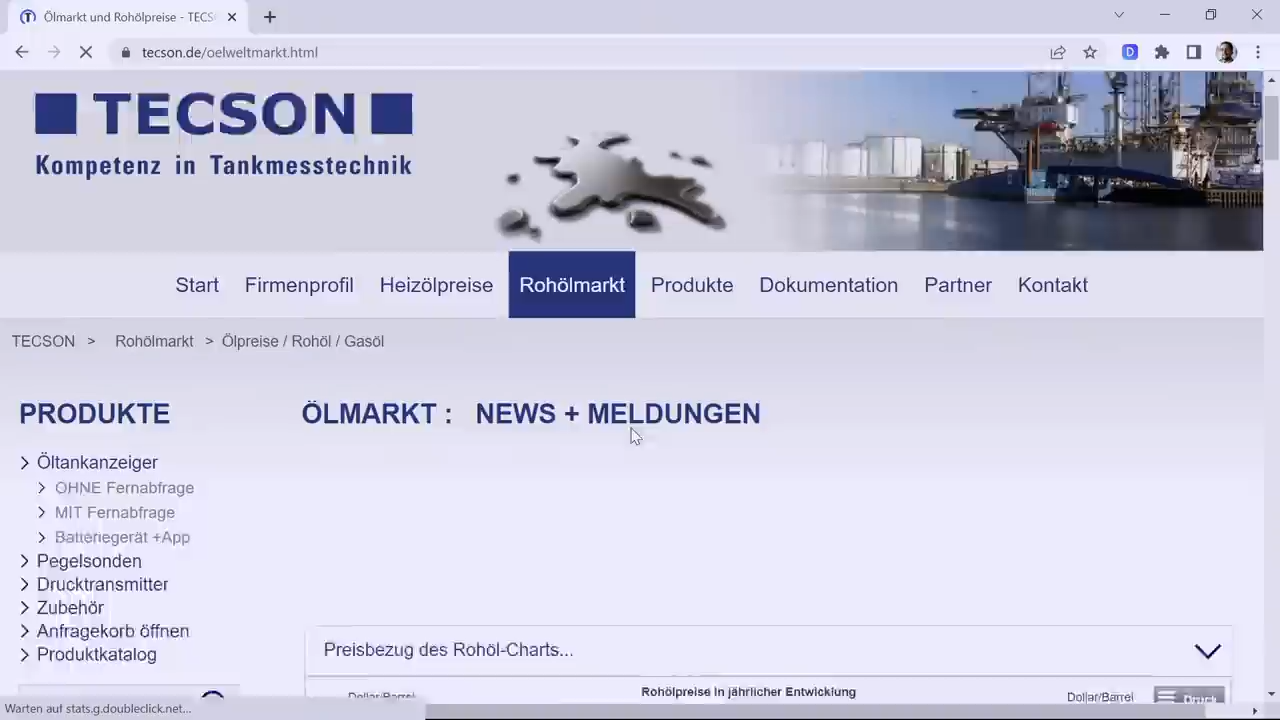 Ölmarkt und Rohölpreise - TECS
tecson.de/oelweltmarkt.html
TECSON
Kompetenz in Tankmesstechnik
Start Firmenprofil Heizölpreise Rohölmarkt Produkte Dokumentation Partner Kontakt
TECSON > Rohölmarkt > Ölpreise / Rohöl / Gasöl
PRODUKTE
Öltankanzeiger
OHNE Fernabfrage
MIT Fernabfrage
Batteriegerät +App
Pegelsonden
Drucktransmitter
Zubehör
Anfragekorb öffnen
Produktkatalog
ÖLMARKT : NEWS + MELDUNGEN
Preisbezug des Rohöl-Charts...
Dollar/Barrel Rohölpreise in jährlicher Entwicklung Dollar/Barrel Druck
Warten auf stats.g.doubleclick.net...